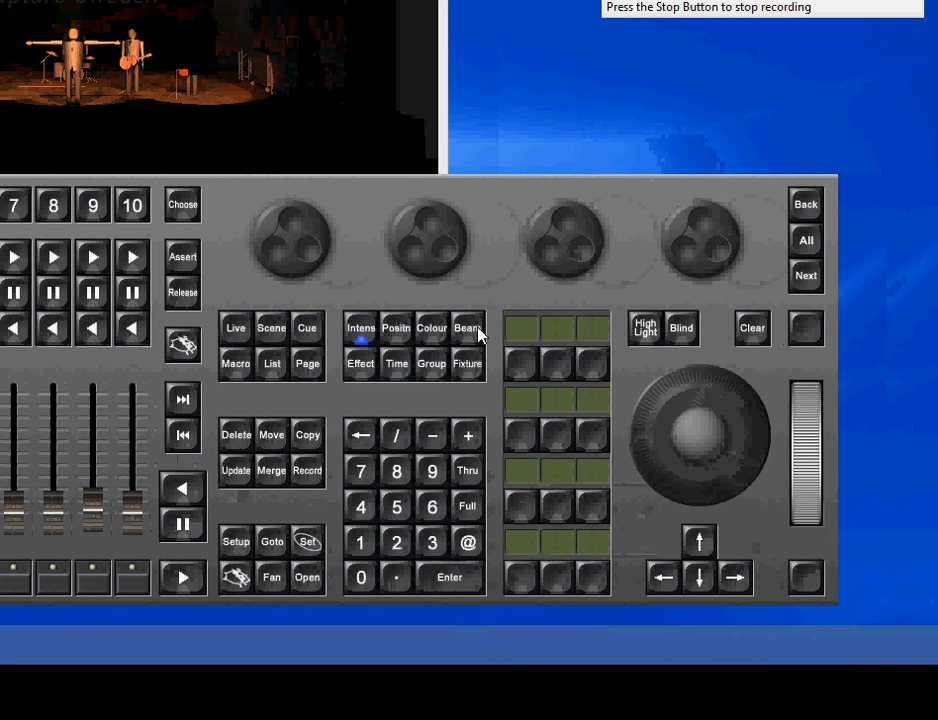 Press the Stop Button to stop recording
7 8 9 10 Choose
Back
Assert
All
Release
Next
Live Scene Cue
Intens Positn Colour Beam
High Light Blind Clear
Macro List Page
Effect Time Group Fixture
Delete Move Copy
/ − +
Update Merge Record
7 8 9 Thru
4 5 6 Full
Setup Goto Set
1 2 3 @
Fan Open
0 . Enter